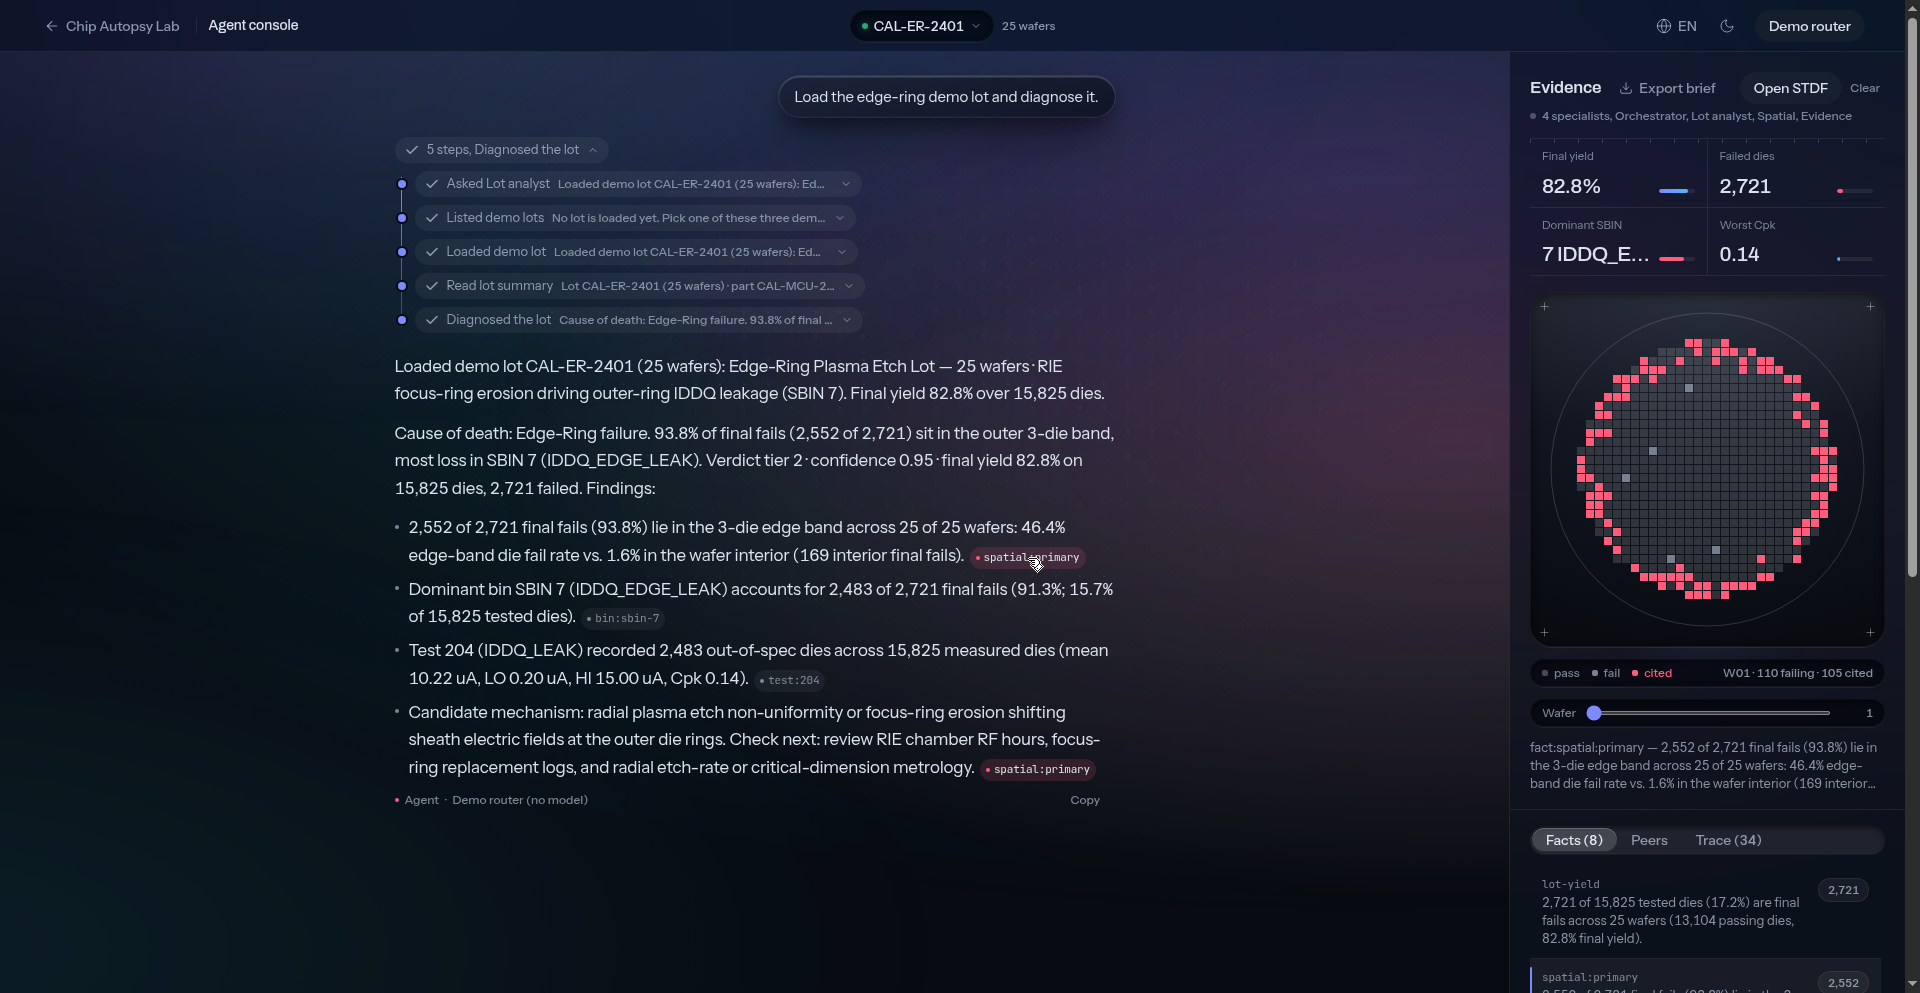 Chip Autopsy Lab
Agent console
CAL-ER-2401
25 wafers
EN
Demo router
Load the edge-ring demo lot and diagnose it.
5 steps, Diagnosed the lot
Asked Lot analyst Loaded demo lot CAL-ER-2401 (25 wafers): Ed...
Listed demo lots No lot is loaded yet. Pick one of these three dem...
Loaded demo lot Loaded demo lot CAL-ER-2401 (25 wafers): Ed...
Read lot summary Lot CAL-ER-2401 (25 wafers) · part CAL-MCU-2...
Diagnosed the lot Cause of death: Edge-Ring failure. 93.8% of final ...
Loaded demo lot CAL-ER-2401 (25 wafers): Edge-Ring Plasma Etch Lot — 25 wafers · RIE
focus-ring erosion driving outer-ring IDDQ leakage (SBIN 7). Final yield 82.8% over 15,825 dies.
Cause of death: Edge-Ring failure. 93.8% of final fails (2,552 of 2,721) sit in the outer 3-die band,
most loss in SBIN 7 (IDDQ_EDGE_LEAK). Verdict tier 2 · confidence 0.95 · final yield 82.8% on
15,825 dies, 2,721 failed. Findings:
• 2,552 of 2,721 final fails (93.8%) lie in the 3-die edge band across 25 of 25 wafers: 46.4%
edge-band die fail rate vs. 1.6% in the wafer interior (169 interior final fails). spatial:primary
• Dominant bin SBIN 7 (IDDQ_EDGE_LEAK) accounts for 2,483 of 2,721 final fails (91.3%; 15.7%
of 15,825 tested dies). bin:sbin-7
• Test 204 (IDDQ_LEAK) recorded 2,483 out-of-spec dies across 15,825 measured dies (mean
10.22 uA, LO 0.20 uA, HI 15.00 uA, Cpk 0.14). test:204
• Candidate mechanism: radial plasma etch non-uniformity or focus-ring erosion shifting
sheath electric fields at the outer die rings. Check next: review RIE chamber RF hours, focus-
ring replacement logs, and radial etch-rate or critical-dimension metrology. spatial:primary
Agent · Demo router (no model)
Copy
Evidence
Export brief
Open STDF
Clear
4 specialists, Orchestrator, Lot analyst, Spatial, Evidence
Final yield
82.8%
Failed dies
2,721
Dominant SBIN
7 IDDQ_E...
Worst Cpk
0.14
pass fail cited W01 · 110 failing · 105 cited
Wafer 1
fact:spatial:primary — 2,552 of 2,721 final fails (93.8%) lie in
the 3-die edge band across 25 of 25 wafers: 46.4% edge-
band die fail rate vs. 1.6% in the wafer interior (169 interior...
Facts (8)
Peers
Trace (34)
lot-yield
2,721
2,721 of 15,825 tested dies (17.2%) are final
fails across 25 wafers (13,104 passing dies,
82.8% final yield).
spatial:primary
2,552